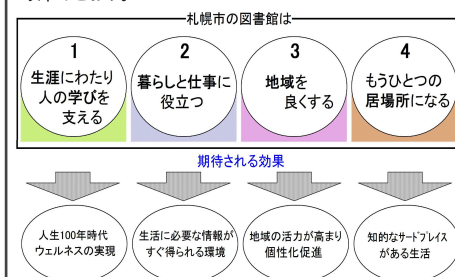 札幌市の図書館は
1
生涯にわたり
人の学びを
支える
2
暮らしと仕事に
役立つ
3
地域を
良くする
4
もうひとつの
居場所になる
期待される効果
人生100年時代
ウェルネスの実現
生活に必要な情報が
すぐ得られる環境
地域の活力が高まり
個性化促進
知的なサードプレイス
がある生活